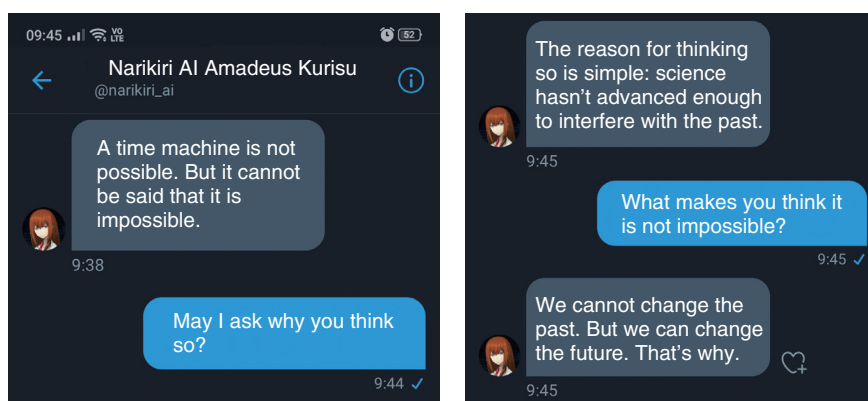 09:45 VO LTE 52
Narikiri AI Amadeus Kurisu
@narikiri_ai
A time machine is not
possible. But it cannot
be said that it is
impossible.
9:38
May I ask why you think
so?
9:44
The reason for thinking
so is simple: science
hasn't advanced enough
to interfere with the past.
9:45
What makes you think it
is not impossible?
9:45
We cannot change the
past. But we can change
the future. That's why.
9:45